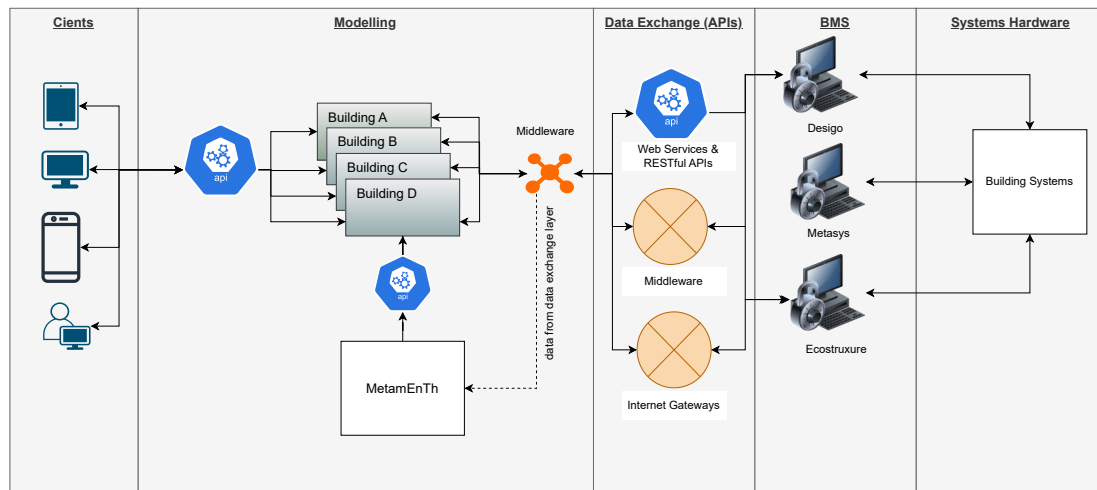 Cients
Modelling
Data Exchange (APIs)
BMS
Systems Hardware
api
Building A
Building B
Building C
Building D
api
MetamEnTh
Middleware
data from data exchange layer
api
Web Services &
RESTful APIs
Middleware
Internet Gateways
Desigo
Metasys
Ecostruxure
Building Systems